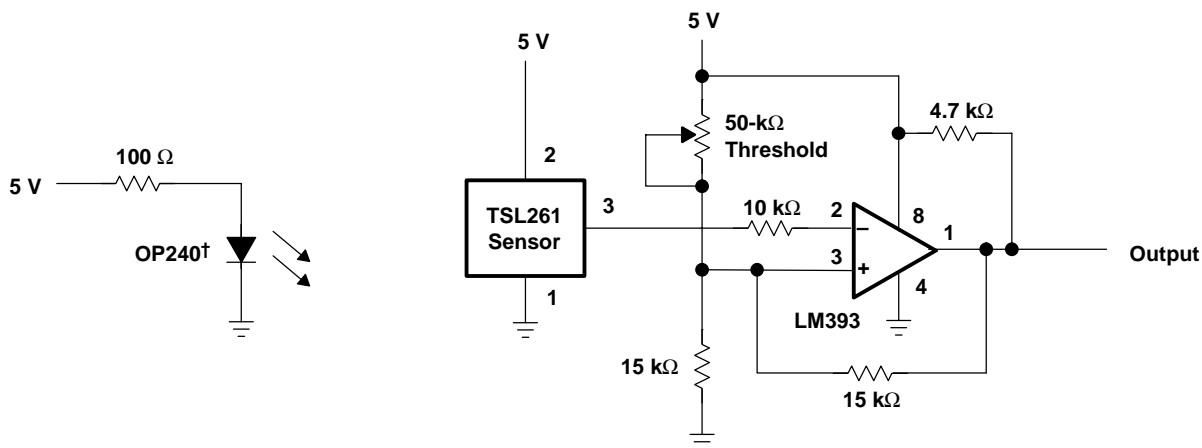 5 V
100 Ω
OP240†
5 V
2
TSL261
Sensor
3
1
5 V
50-kΩ
Threshold
4.7 kΩ
10 kΩ
2
−
3
+
8
1
4
LM393
Output
15 kΩ
15 kΩ